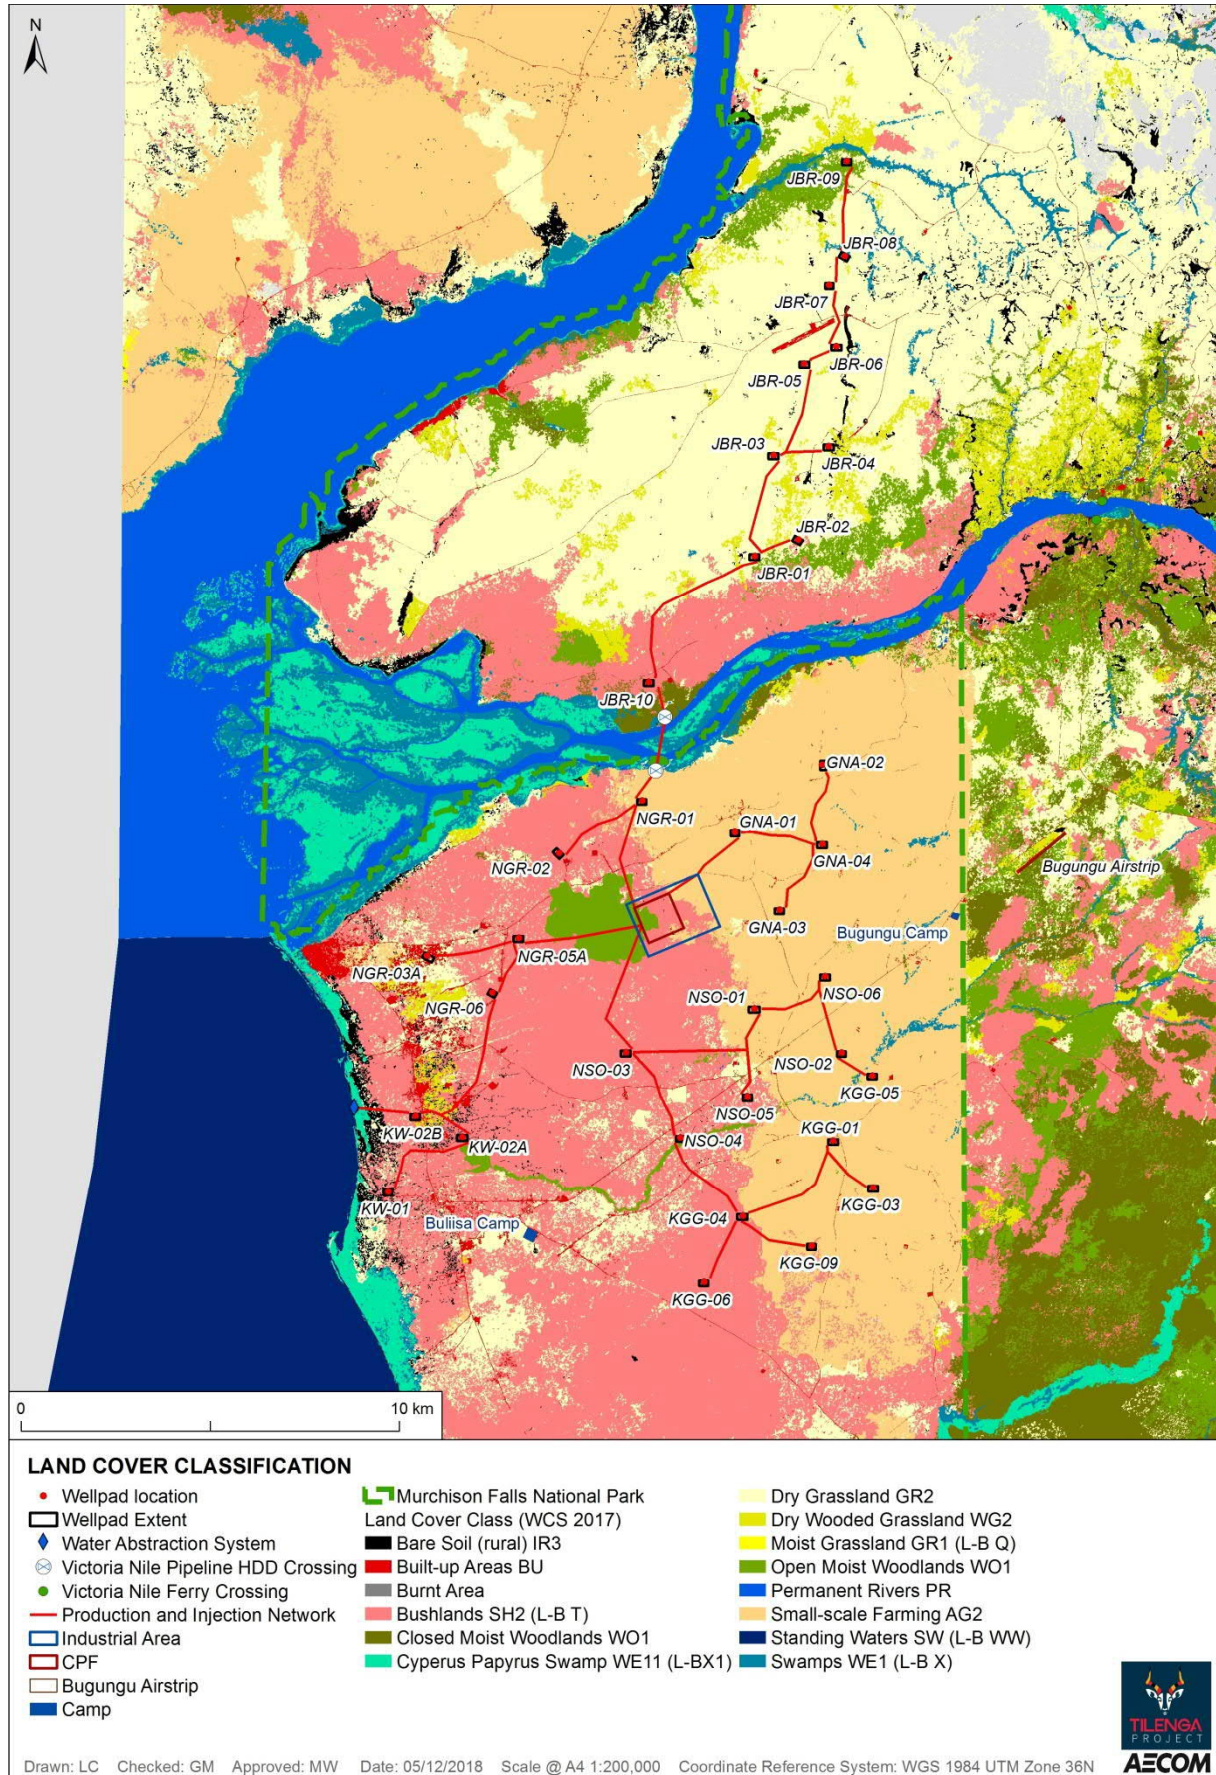 N
JBR-09
JBR-08
JBR-07
JBR-06
JBR-05
JBR-03
JBR-04
JBR-02
JBR-01
JBR-10
GNA-02
NGR-01
GNA-01
GNA-04
NGR-02
Bugungu Airstrip
GNA-03
Bugungu Camp
NGR-05A
NGR-03A
NGR-06
NSO-01
NSO-06
NSO-03
NSO-02
KGG-05
NSO-05
KW-02B
KGG-01
KW-02A
NSO-04
KW-01
KGG-03
KGG-04
Buliisa Camp
KGG-09
KGG-06
0 10 km
LAND COVER CLASSIFICATION
Wellpad location
Wellpad Extent
Water Abstraction System
Victoria Nile Pipeline HDD Crossing
Victoria Nile Ferry Crossing
Production and Injection Network
Industrial Area
CPF
Bugungu Airstrip
Camp
Murchison Falls National Park
Land Cover Class (WCS 2017)
Bare Soil (rural) IR3
Built-up Areas BU
Burnt Area
Bushlands SH2 (L-B T)
Closed Moist Woodlands WO1
Cyperus Papyrus Swamp WE11 (L-BX1)
Dry Grassland GR2
Dry Wooded Grassland WG2
Moist Grassland GR1 (L-B Q)
Open Moist Woodlands WO1
Permanent Rivers PR
Small-scale Farming AG2
Standing Waters SW (L-B WW)
Swamps WE1 (L-B X)
TILENGA
PROJECT
AECOM
Drawn: LC Checked: GM Approved: MW Date: 05/12/2018 Scale @ A4 1:200,000 Coordinate Reference System: WGS 1984 UTM Zone 36N